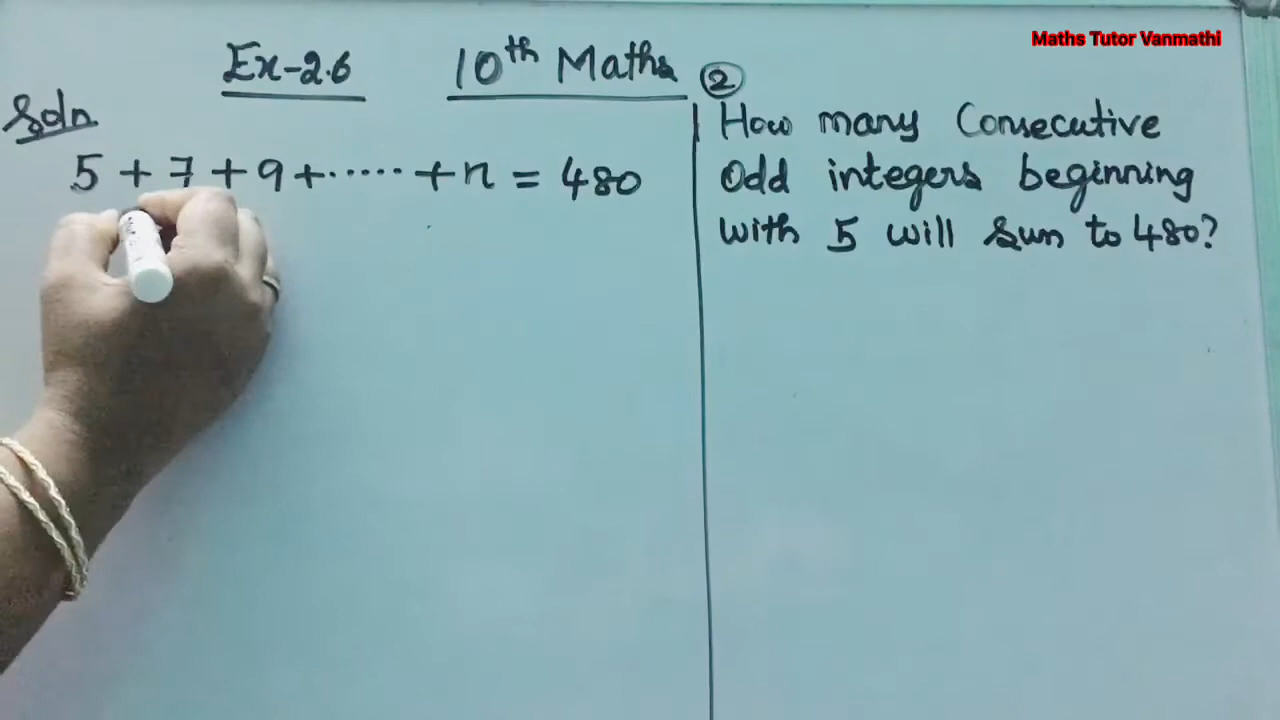 Maths Tutor Vanmathi
Ex-2.6 10th Maths
Soln
5 + 7 + 9 + ...... + n = 480
②
How many Consecutive
Odd integers beginning
with 5 will sum to 480?